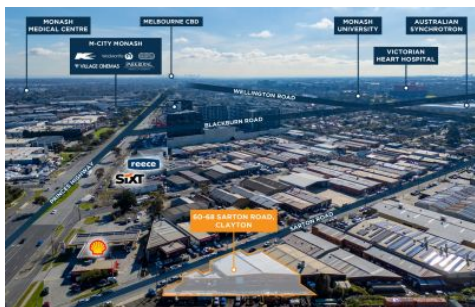 MONASH
MEDICAL CENTRE
M-CITY MONASH
woolworths
VILLAGE CINEMAS
MELBOURNE CBD
MONASH
UNIVERSITY
AUSTRALIAN
SYNCHROTRON
VICTORIAN
HEART HOSPITAL
WELLINGTON ROAD
BLACKBURN ROAD
PRINCES HIGHWAY
reece
SIXT
60-68 SARTON ROAD,
CLAYTON
SARTON ROAD